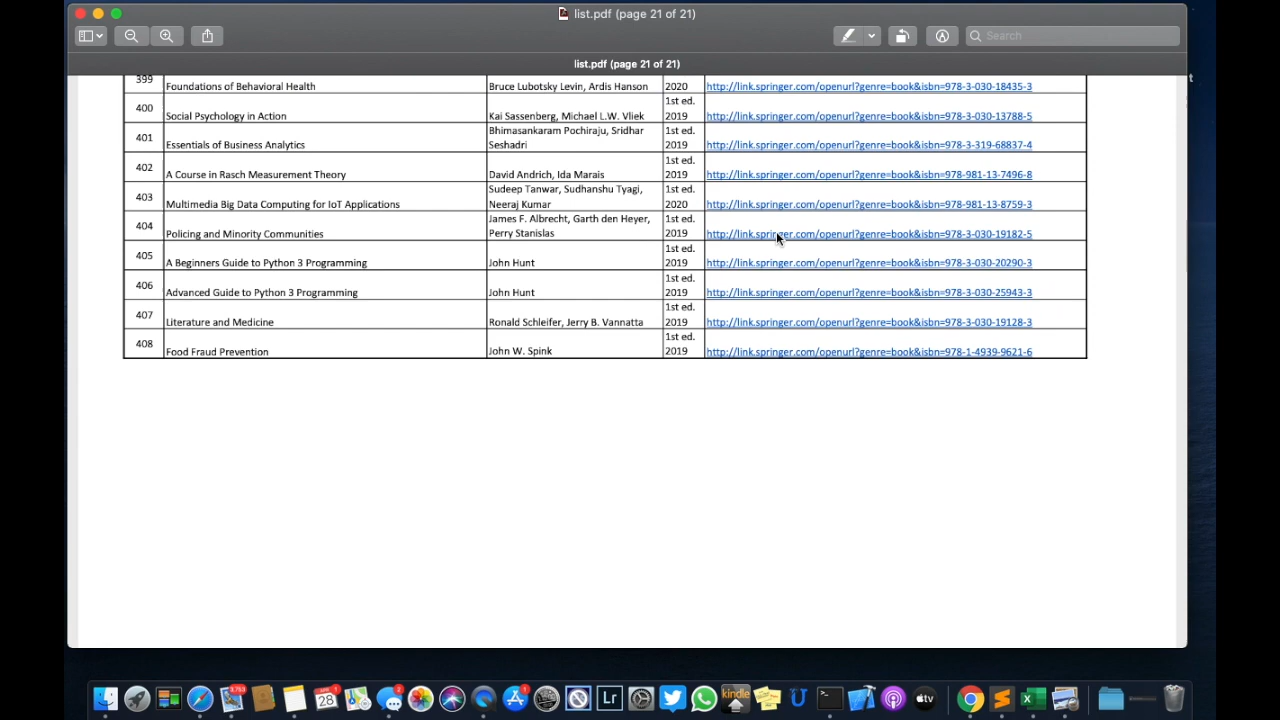 list.pdf (page 21 of 21)
Search
list.pdf (page 21 of 21)
399 Foundations of Behavioral Health Bruce Lubotsky Levin, Ardis Hanson 2020 http://link.springer.com/openurl?genre=book&isbn=978-3-030-18435-3
400 Social Psychology in Action Kai Sassenberg, Michael L.W. Vliek 1st ed. 2019 http://link.springer.com/openurl?genre=book&isbn=978-3-030-13788-5
401 Essentials of Business Analytics Bhimasankaram Pochiraju, Sridhar Seshadri 1st ed. 2019 http://link.springer.com/openurl?genre=book&isbn=978-3-319-68837-4
402 A Course in Rasch Measurement Theory David Andrich, Ida Marais 1st ed. 2019 http://link.springer.com/openurl?genre=book&isbn=978-981-13-7496-8
403 Multimedia Big Data Computing for IoT Applications Sudeep Tanwar, Sudhanshu Tyagi, Neeraj Kumar 1st ed. 2020 http://link.springer.com/openurl?genre=book&isbn=978-981-13-8759-3
404 Policing and Minority Communities James F. Albrecht, Garth den Heyer, Perry Stanislas 1st ed. 2019 http://link.springer.com/openurl?genre=book&isbn=978-3-030-19182-5
405 A Beginners Guide to Python 3 Programming John Hunt 1st ed. 2019 http://link.springer.com/openurl?genre=book&isbn=978-3-030-20290-3
406 Advanced Guide to Python 3 Programming John Hunt 1st ed. 2019 http://link.springer.com/openurl?genre=book&isbn=978-3-030-25943-3
407 Literature and Medicine Ronald Schleifer, Jerry B. Vannatta 1st ed. 2019 http://link.springer.com/openurl?genre=book&isbn=978-3-030-19128-3
408 Food Fraud Prevention John W. Spink 1st ed. 2019 http://link.springer.com/openurl?genre=book&isbn=978-1-4939-9621-6
t
3,763
28
2
1
Lr
kindle
tv